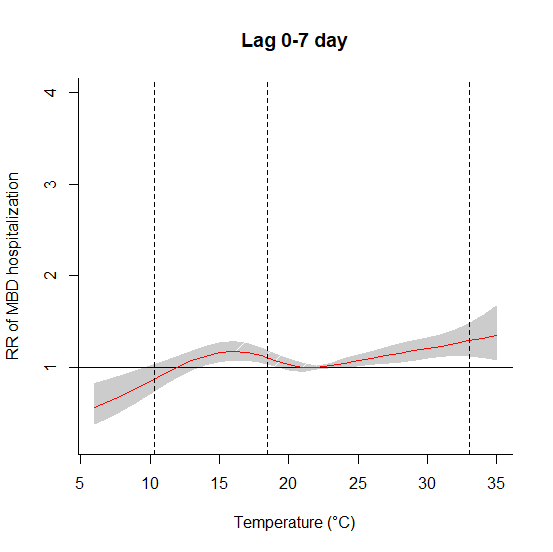 Lag 0-7 day
RR of MBD hospitalization
4
3
2
1
5 10 15 20 25 30 35
Temperature (°C)